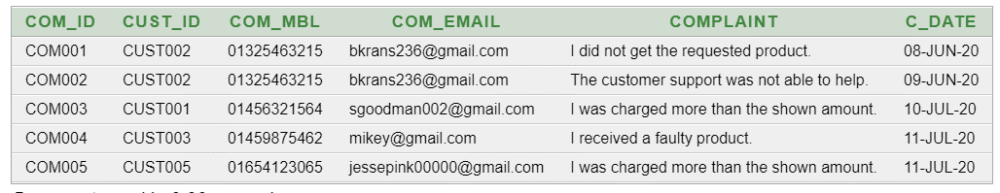 COM_ID CUST_ID COM_MBL COM_EMAIL COMPLAINT C_DATE
COM001 CUST002 01325463215 bkrans236@gmail.com I did not get the requested product. 08-JUN-20
COM002 CUST002 01325463215 bkrans236@gmail.com The customer support was not able to help. 09-JUN-20
COM003 CUST001 01456321564 sgoodman002@gmail.com I was charged more than the shown amount. 10-JUL-20
COM004 CUST003 01459875462 mikey@gmail.com I received a faulty product. 11-JUL-20
COM005 CUST005 01654123065 jessepink00000@gmail.com I was charged more than the shown amount. 11-JUL-20